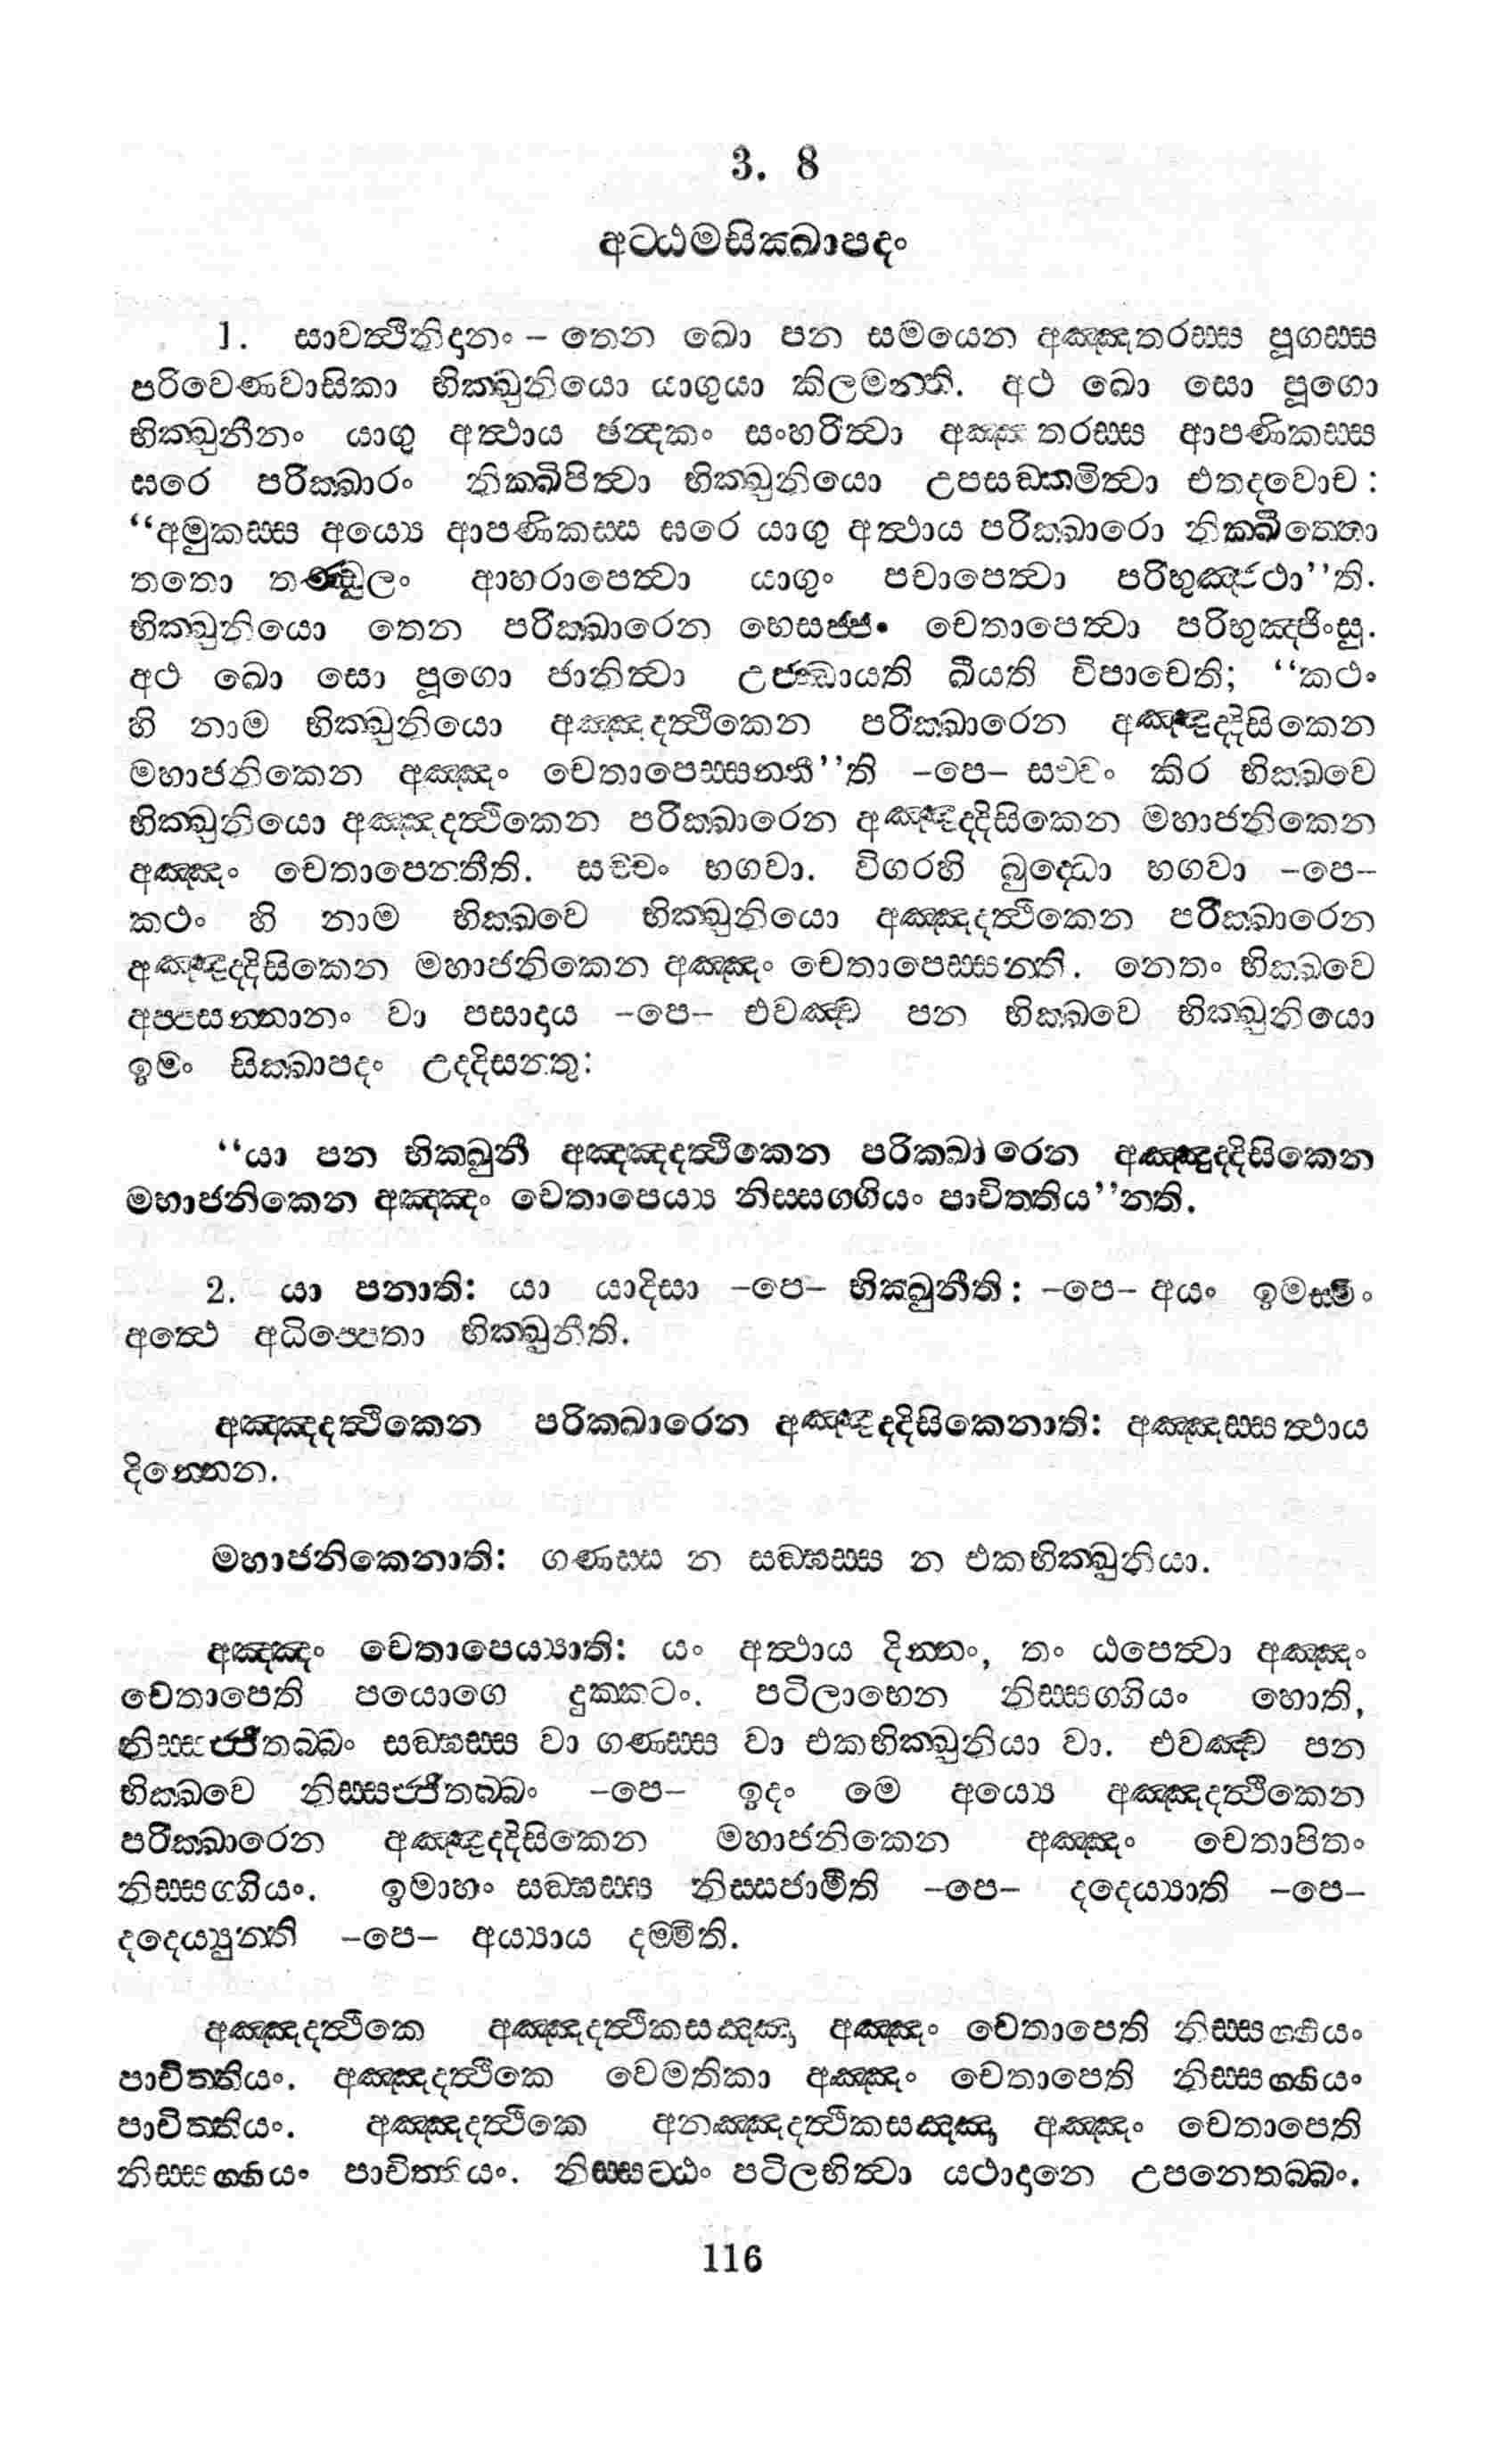 3. 8
අට්ඨමසික්ඛාපදං
1. සාවත්ථිනිදානං – තෙන ඛො පන සමයෙන අඤ්ඤතරස්ස පූගස්ස
පරිවෙණවාසිකා භික්ඛුනියො යාගුයා කිලමන්ති. අථ ඛො සො පූගො
භික්ඛුනීනං යාගු අත්ථාය ඡන්දකං සංහරිත්වා අඤ්ඤතරස්ස ආපණිකස්ස
ඝරෙ පරික්ඛාරං නික්ඛිපිත්වා භික්ඛුනියො උපසඞ්කමිත්වා එතදවොච:
“අමුකස්ස අය්යෙ ආපණිකස්ස ඝරෙ යාගු අත්ථාය පරික්ඛාරො නික්ඛිත්තො
තතො තණ්ඩුලං ආහරාපෙත්වා යාගුං පචාපෙත්වා පරිභුඤ්ජථා”ති.
භික්ඛුනියො තෙන පරික්ඛාරෙන භෙසජ්ජං චෙතාපෙත්වා පරිභුඤ්ජිංසු.
අථ ඛො සො පූගො ජානිත්වා උජ්ඣායති ඛීයති විපාචෙති; “කථං
හි නාම භික්ඛුනියො අඤ්ඤදත්ථිකෙන පරික්ඛාරෙන අඤ්ඤුද්දිසිකෙන
මහාජනිකෙන අඤ්ඤං චෙතාපෙස්සන්තී”ති –පෙ– සච්චං කිර භික්ඛවෙ
භික්ඛුනියො අඤ්ඤදත්ථිකෙන පරික්ඛාරෙන අඤ්ඤුද්දිසිකෙන මහාජනිකෙන
අඤ්ඤං චෙතාපෙන්තීති. සච්චං භගවා. විගරහි බුද්ධො භගවා –පෙ–
කථං හි නාම භික්ඛවෙ භික්ඛුනියො අඤ්ඤදත්ථිකෙන පරික්ඛාරෙන
අඤ්ඤුද්දිසිකෙන මහාජනිකෙන අඤ්ඤං චෙතාපෙස්සන්ති. නෙතං භික්ඛවෙ
අප්පසන්නානං වා පසාදාය –පෙ– එවඤ්ච පන භික්ඛවෙ භික්ඛුනියො
ඉමං සික්ඛාපදං උද්දිසන්තු:
“යා පන භික්ඛුනී අඤ්ඤදත්ථිකෙන පරික්ඛාරෙන අඤ්ඤුද්දිසිකෙන
මහාජනිකෙන අඤ්ඤං චෙතාපෙය්ය නිස්සග්ගියං පාචිත්තිය”න්ති.
2. යා පනාති: යා යාදිසා –පෙ– භික්ඛුනීති: –පෙ– අයං ඉමස්මිං
අත්ථෙ අධිප්පෙතා භික්ඛුනීති.
අඤ්ඤදත්ථිකෙන පරික්ඛාරෙන අඤ්ඤුද්දිසිකෙනාති: අඤ්ඤස්සත්ථාය
දින්නෙන.
මහාජනිකෙනාති: ගණස්ස න සඞ්ඝස්ස න එකභික්ඛුනියා.
අඤ්ඤං චෙතාපෙය්යාති: යං අත්ථාය දින්නං, තං ඨපෙත්වා අඤ්ඤං
චෙතාපෙති පයොගෙ දුක්කටං. පටිලාභෙන නිස්සග්ගියං හොති,
නිස්සජ්ජිතබ්බං සඞ්ඝස්ස වා ගණස්ස වා එකභික්ඛුනියා වා. එවඤ්ච පන
භික්ඛවෙ නිස්සජ්ජිතබ්බං –පෙ– ඉදං මෙ අය්යෙ අඤ්ඤදත්ථිකෙන
පරික්ඛාරෙන අඤ්ඤුද්දිසිකෙන මහාජනිකෙන අඤ්ඤං චෙතාපිතං
නිස්සග්ගියං. ඉමාහං සඞ්ඝස්ස නිස්සජාමීති –පෙ– දදෙය්යාති –පෙ–
දදෙය්යුන්ති –පෙ– අය්යාය දම්මීති.
අඤ්ඤදත්ථිකෙ අඤ්ඤදත්ථිකසඤ්ඤා අඤ්ඤං චෙතාපෙති නිස්සග්ගියං
පාචිත්තියං. අඤ්ඤදත්ථිකෙ වෙමතිකා අඤ්ඤං චෙතාපෙති නිස්සග්ගියං
පාචිත්තියං. අඤ්ඤදත්ථිකෙ අනඤ්ඤදත්ථිකසඤ්ඤා අඤ්ඤං චෙතාපෙති
නිස්සග්ගියං පාචිත්තියං. නිස්සට්ඨං පටිලභිත්වා යථාදානෙ උපනෙතබ්බං.
116